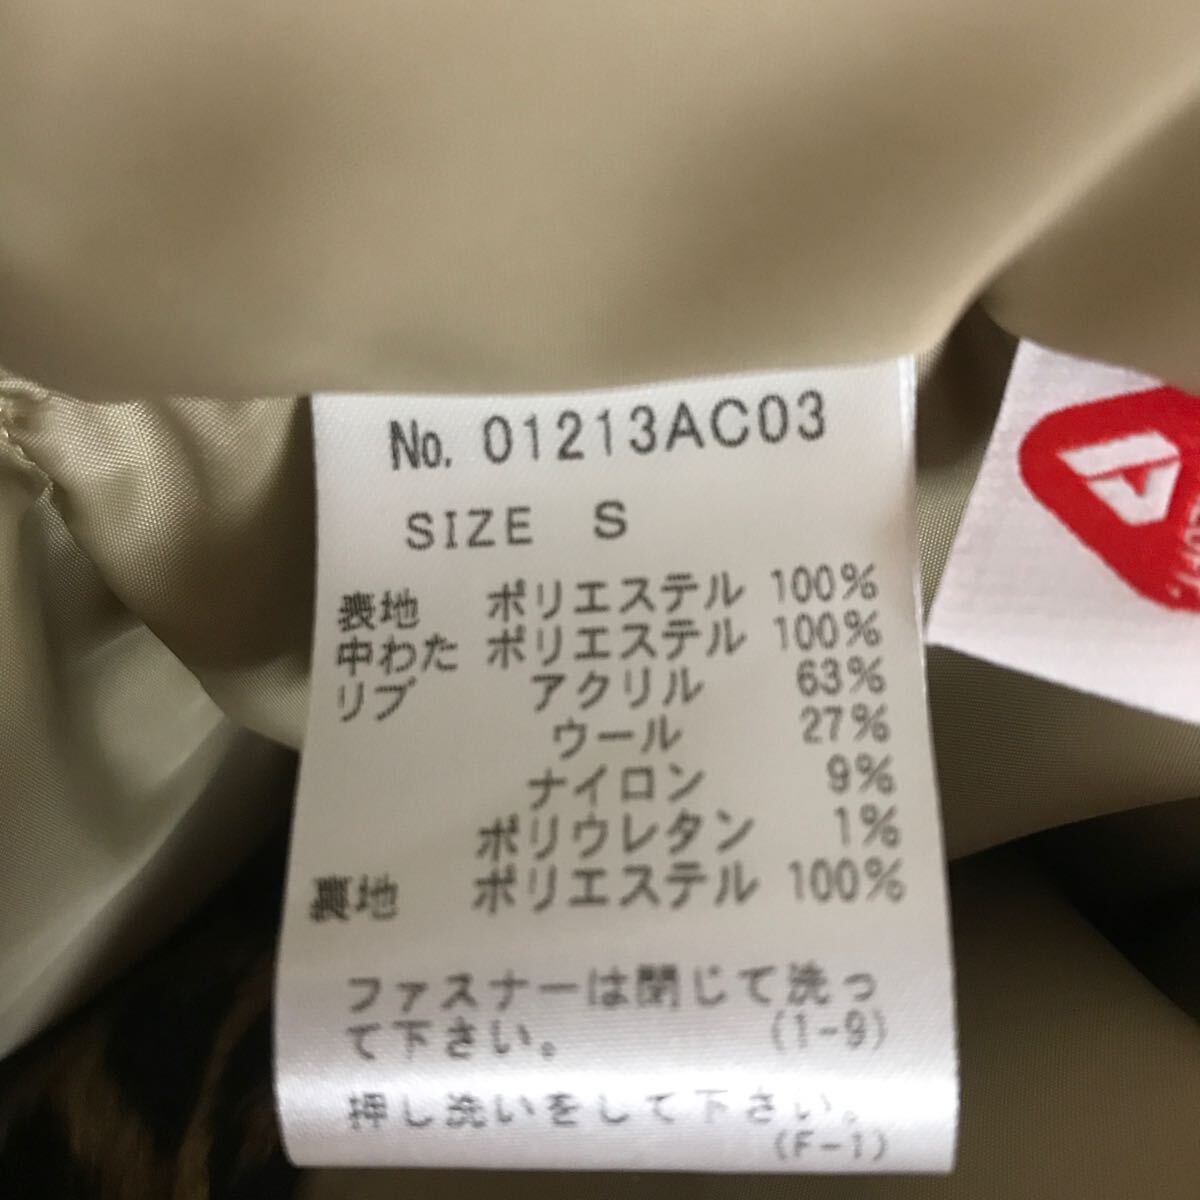 No. 01213AC03
SIZE S
表地 ポリエステル 100%
中わた ポリエステル 100%
リブ アクリル 63%
ウール 27%
ナイロン 9%
ポリウレタン 1%
裏地 ポリエステル 100%
ファスナーは閉じて洗っ
て下さい。 (1-9)
押し洗いをして下さい。
(F-1)